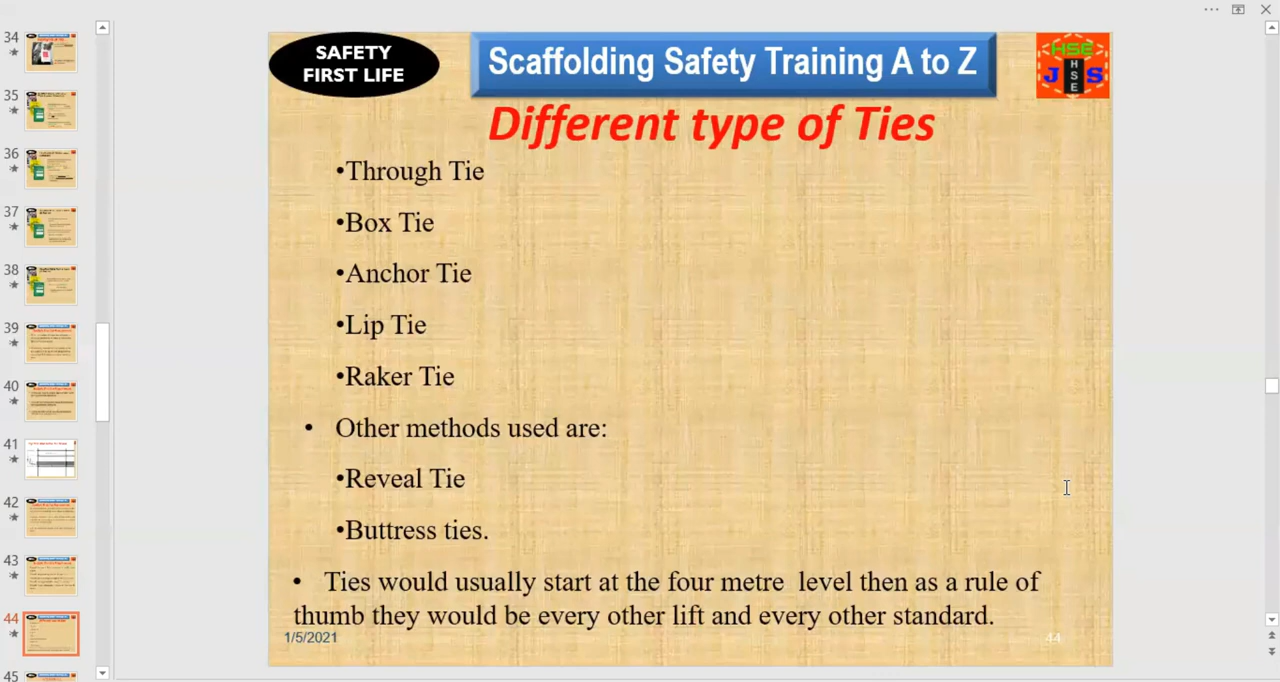 34
35
36
37
38
39
40
41
42
43
44
45
SAFETY
FIRST LIFE
Scaffolding Safety Training A to Z
HSE
J HSE S
Different type of Ties
•Through Tie
•Box Tie
•Anchor Tie
•Lip Tie
•Raker Tie
• Other methods used are:
•Reveal Tie
•Buttress ties.
• Ties would usually start at the four metre level then as a rule of
thumb they would be every other lift and every other standard.
1/5/2021
44